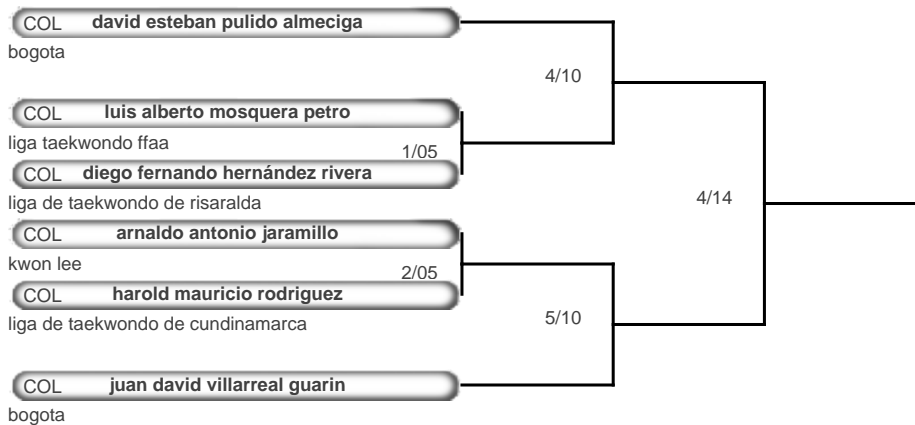 COL david esteban pulido almeciga
bogota
4/10
COL luis alberto mosquera petro
liga taekwondo ffaa
1/05
COL diego fernando hernández rivera
liga de taekwondo de risaralda
4/14
COL arnaldo antonio jaramillo
kwon lee
2/05
COL harold mauricio rodriguez
liga de taekwondo de cundinamarca
5/10
COL juan david villarreal guarin
bogota